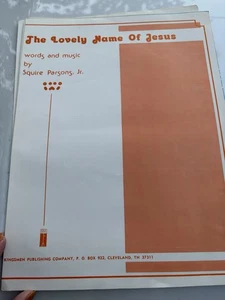 The Lovely Name Of Jesus
words and music
by
Squire Parsons, Jr.
KINGSMEN PUBLISHING COMPANY, P. O. BOX 922, CLEVELAND, TN 37311